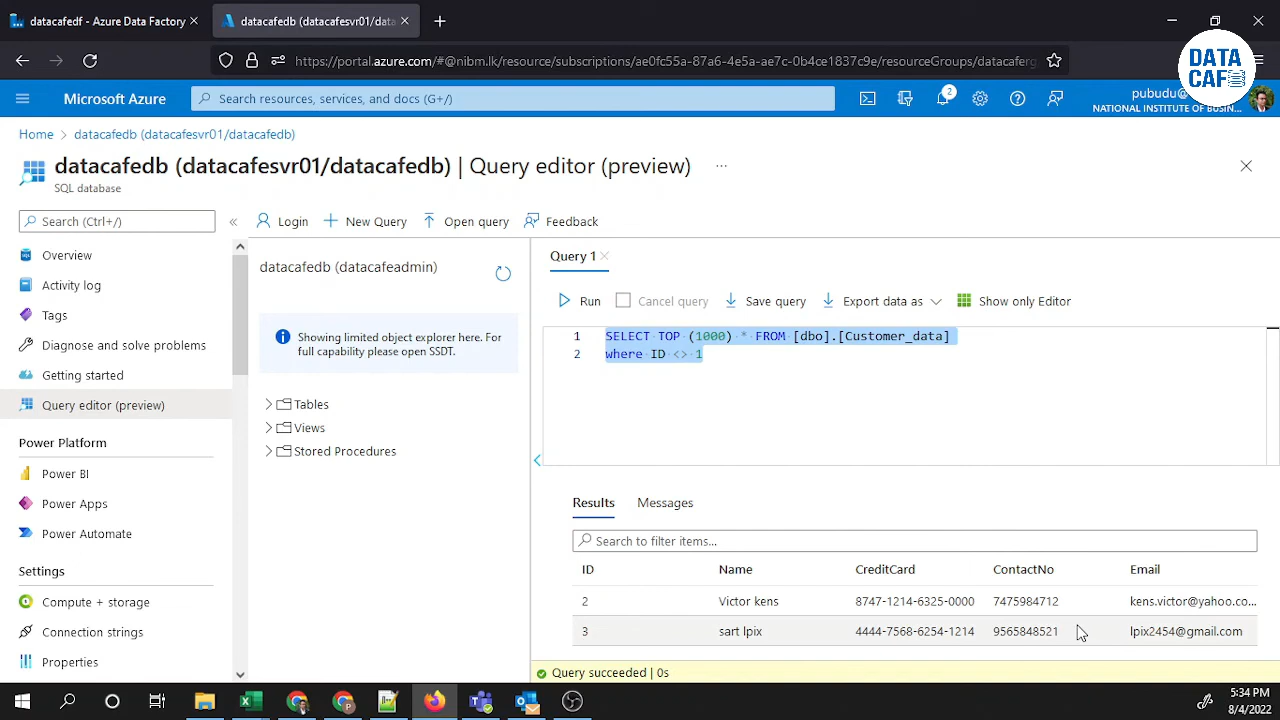 datacafedf - Azure Data Factory
datacafedb (datacafesvr01/data
https://portal.azure.com/#@nibm.lk/resource/subscriptions/ae0fc55a-87a6-4e5a-ae7c-0b4ce1837c9e/resourceGroups/datacaferg
DATA
CAFE
Microsoft Azure
Search resources, services, and docs (G+/)
2
pubudu@
NATIONAL INSTITUTE OF BUSIN...
Home > datacafedb (datacafesvr01/datacafedb)
datacafedb (datacafesvr01/datacafedb) | Query editor (preview) ...
SQL database
Search (Ctrl+/)
Login
New Query
Open query
Feedback
Overview
Activity log
Tags
Diagnose and solve problems
Getting started
Query editor (preview)
Power Platform
Power BI
Power Apps
Power Automate
Settings
Compute + storage
Connection strings
Properties
datacafedb (datacafeadmin)
Showing limited object explorer here. For
full capability please open SSDT.
Tables
Views
Stored Procedures
Query 1
Run
Cancel query
Save query
Export data as
Show only Editor
1 SELECT TOP (1000) * FROM [dbo].[Customer_data]
2 where ID <> 1
Results Messages
Search to filter items...
ID Name CreditCard ContactNo Email
2 Victor kens 8747-1214-6325-0000 7475984712 kens.victor@yahoo.co...
3 sart lpix 4444-7568-6254-1214 9565848521 lpix2454@gmail.com
Query succeeded | 0s
5:34 PM
8/4/2022